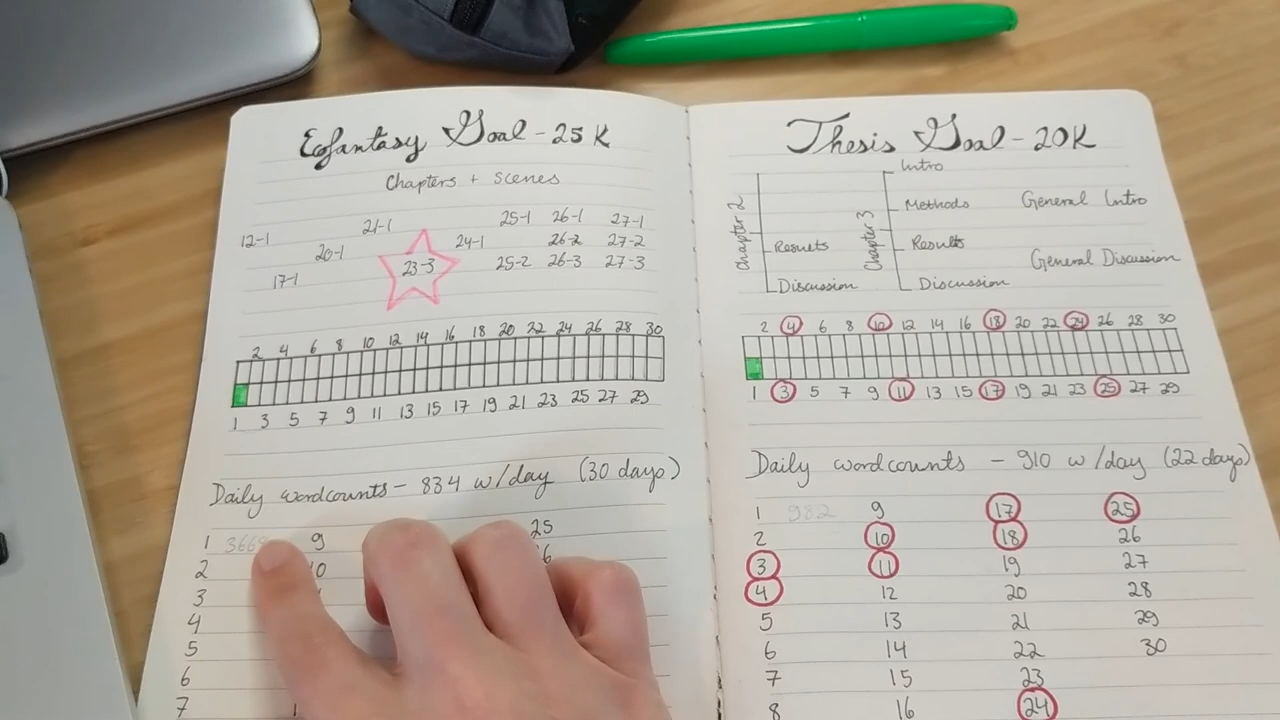 Ecofantasy Goal - 25K
Chapters + scenes
25-1 26-1 27-1
21-1
12-1 20-1 24-1 26-2 27-2
23-3 25-2 26-3 27-3
17-1
2 4 6 8 10 12 14 16 18 20 22 24 26 28 30
1 3 5 7 9 11 13 15 17 19 21 23 25 27 29
Daily wordcounts - 834 w/day (30 days)
1 9 25
2 10
3
4
5
6
7
Thesis Goal - 20K
Intro
Chapter 2
Chapter 3
Methods General Intro
Results Results
General Discussion
Discussion Discussion
2 4 6 8 10 12 14 16 18 20 22 24 26 28 30
1 3 5 7 9 11 13 15 17 19 21 23 25 27 29
Daily wordcounts - 910 w/day (22 days)
1 982 9 17 25
2 10 18 26
3 11 19 27
4 12 20 28
5 13 21 29
6 14 22 30
7 15 23
8 16 24